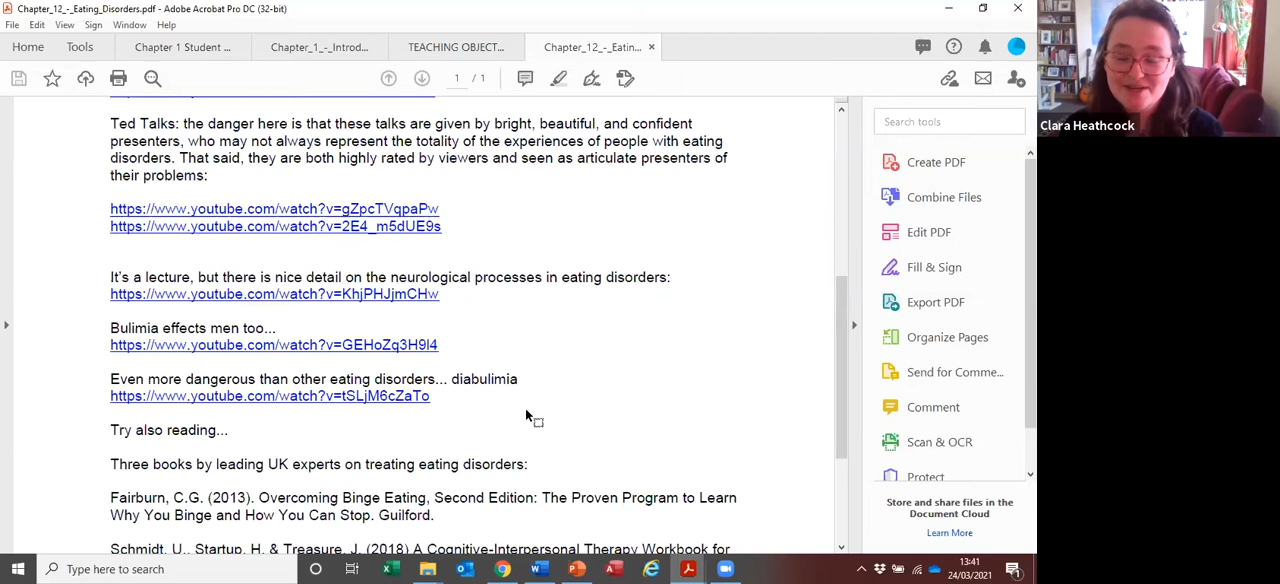 Chapter_12_-_Eating_Disorders.pdf - Adobe Acrobat Pro DC (32-bit)
File Edit View Sign Window Help
Home Tools Chapter 1 Student ... Chapter_1_-_Introd... TEACHING OBJECT... Chapter_12_-_Eatin... ×
1 / 1
Ted Talks: the danger here is that these talks are given by bright, beautiful, and confident
presenters, who may not always represent the totality of the experiences of people with eating
disorders. That said, they are both highly rated by viewers and seen as articulate presenters of
their problems:
https://www.youtube.com/watch?v=gZpcTVqpaPw
https://www.youtube.com/watch?v=2E4_m5dUE9s
It's a lecture, but there is nice detail on the neurological processes in eating disorders:
https://www.youtube.com/watch?v=KhjPHJjmCHw
Bulimia effects men too...
https://www.youtube.com/watch?v=GEHoZq3H9l4
Even more dangerous than other eating disorders... diabulimia
https://www.youtube.com/watch?v=tSLjM6cZaTo
Try also reading...
Three books by leading UK experts on treating eating disorders:
Fairburn, C.G. (2013). Overcoming Binge Eating, Second Edition: The Proven Program to Learn
Why You Binge and How You Can Stop. Guilford.
Schmidt, U., Startup, H. & Treasure, J. (2018) A Cognitive-Interpersonal Therapy Workbook for
Search tools
Create PDF
Combine Files
Edit PDF
Fill & Sign
Export PDF
Organize Pages
Send for Comme...
Comment
Scan & OCR
Protect
Store and share files in the
Document Cloud
Learn More
Clara Heathcock
Type here to search
13:41
24/03/2021
1